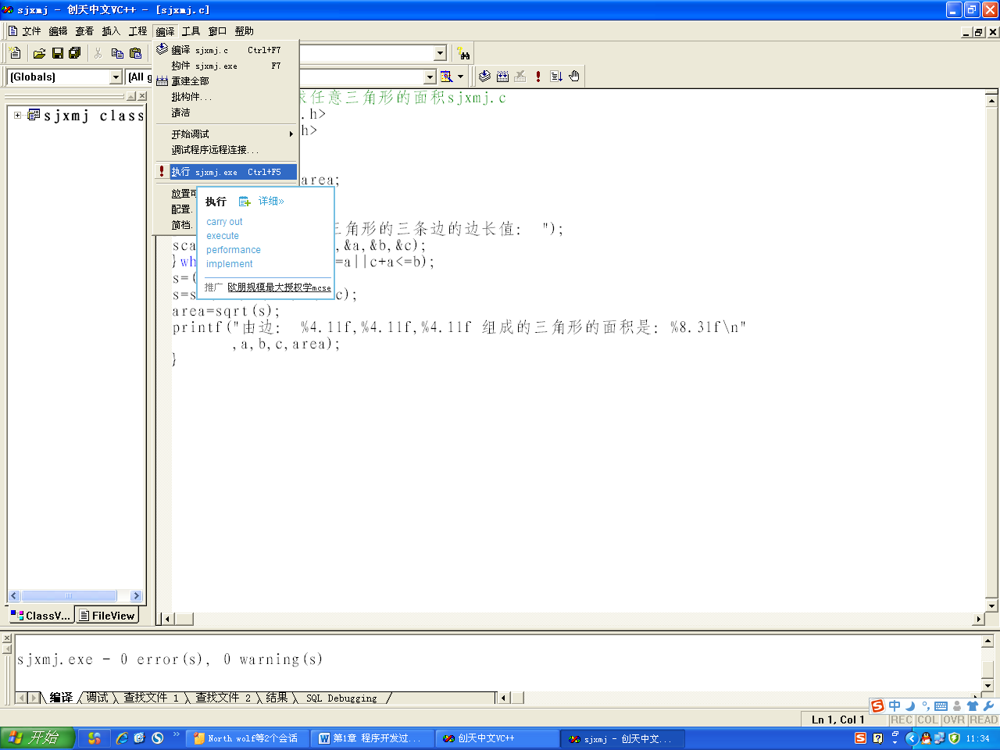 sjxmj - 创天中文VC++ - [sjxmj.c]
文件 编辑 查看 插入 工程 编译 工具 窗口 帮助
[Globals] [All g
编译 sjxmj.c Ctrl+F7
构件 sjxmj.exe F7
重建全部
批构件...
清洁
开始调试
调试程序远程连接...
执行 sjxmj.exe Ctrl+F5
放置可
配置.
简档.
执行 详细»
carry out
execute
performance
implement
推广 欧朋规模最大授权学mcse
sjxmj class
ClassV... FileView
求任意三角形的面积sjxmj.c
.h>
h>
area;
三角形的三条边的边长值: ");
sca ,&a,&b,&c);
}wh =a||c+a<=b);
s=(
s=s c);
area=sqrt(s);
printf("由边: %4.1lf,%4.1lf,%4.1lf 组成的三角形的面积是: %8.3lf\n"
,a,b,c,area);
}
sjxmj.exe - 0 error(s), 0 warning(s)
编译 调试 查找文件 1 查找文件 2 结果 SQL Debugging
中
Ln 1, Col 1 REC COL OVR READ
开始 North wolf等2个会话 第1章 程序开发过... 创天中文VC++ sjxmj - 创天中文... 11:34